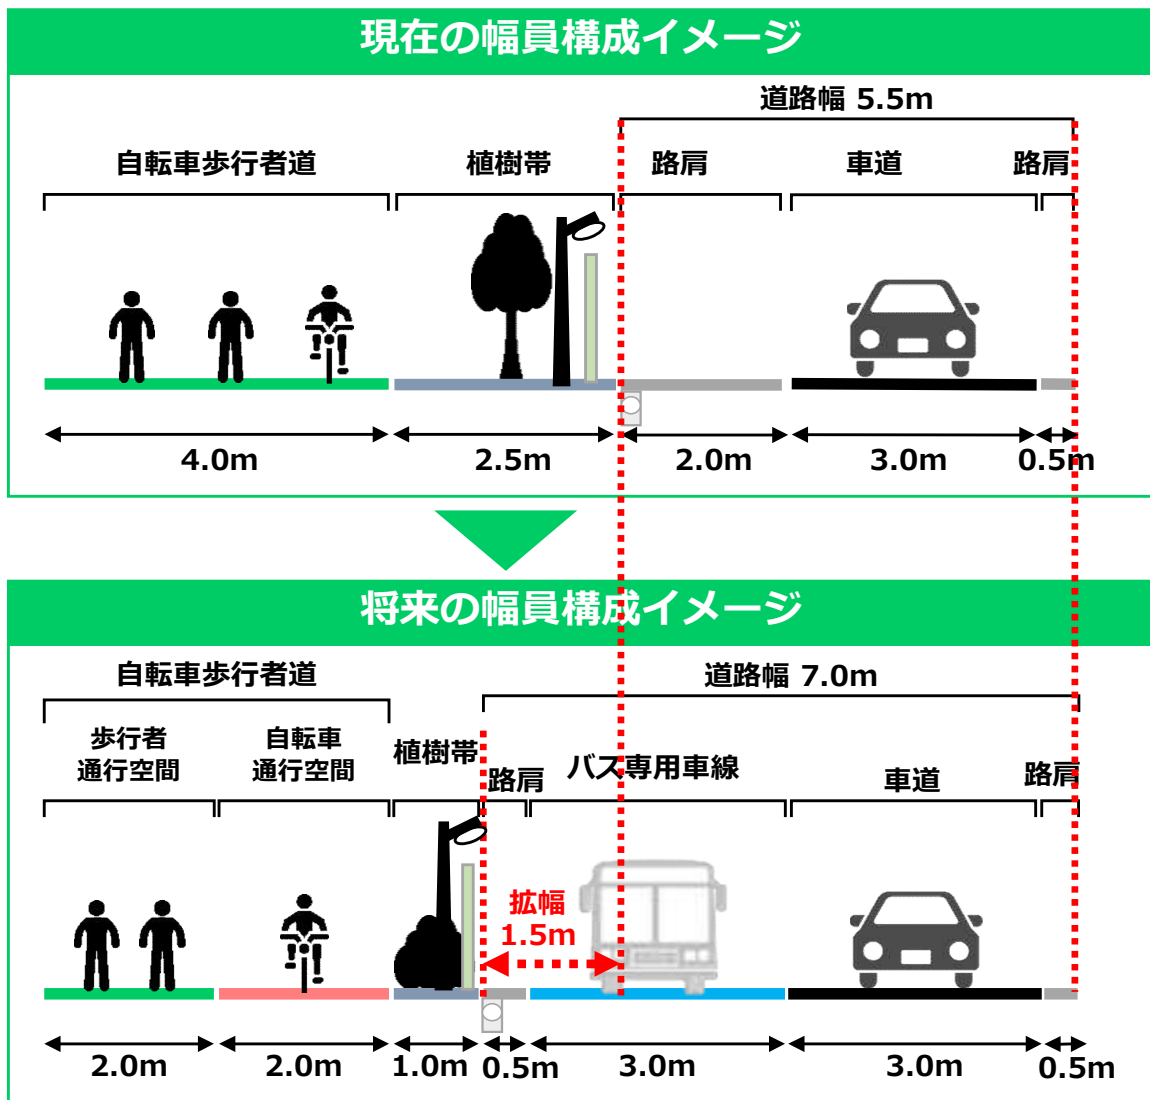 現在の幅員構成イメージ
道路幅 5.5m
自転車歩行者道 植樹帯 路肩 車道 路肩
4.0m 2.5m 2.0m 3.0m 0.5m
将来の幅員構成イメージ
自転車歩行者道 道路幅 7.0m
歩行者
通行空間
自転車
通行空間
植樹帯
路肩
バス専用車線
車道
路肩
拡幅
1.5m
2.0m 2.0m 1.0m 0.5m 3.0m 3.0m 0.5m